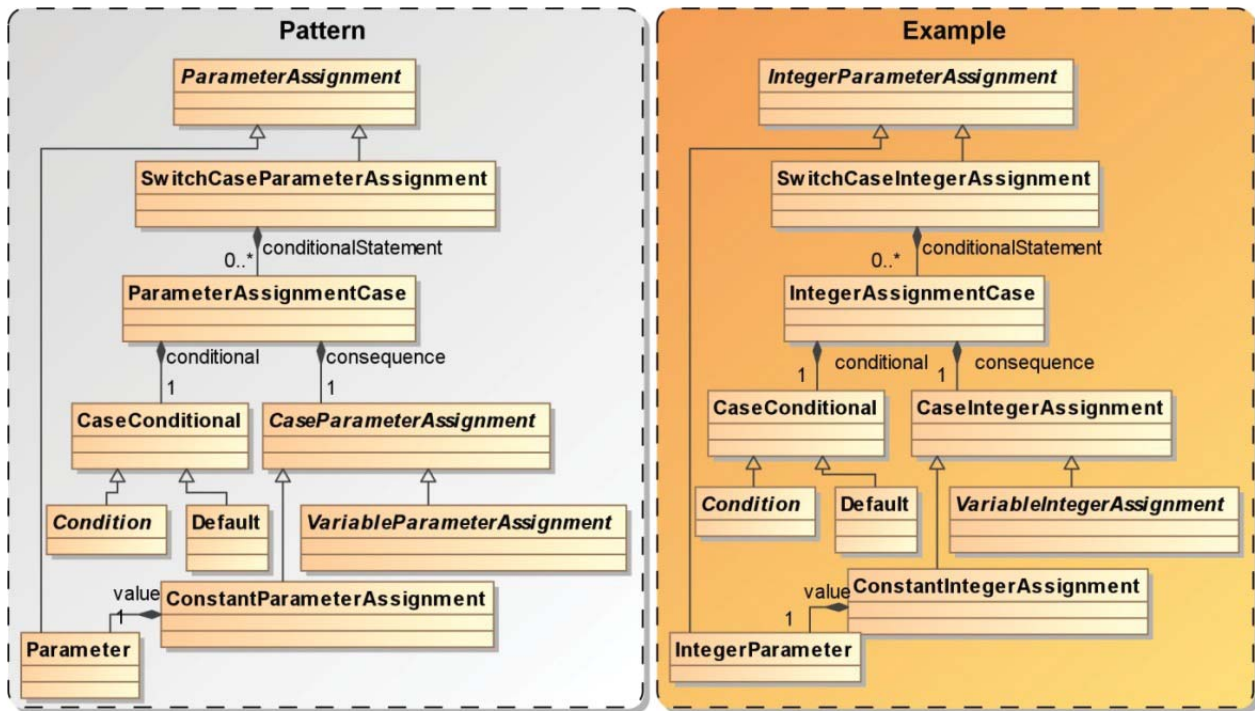 Pattern
ParameterAssignment
SwitchCaseParameterAssignment
conditionalStatement
0..*
ParameterAssignmentCase
conditional
consequence
1
1
CaseConditional
CaseParameterAssignment
Condition
Default
VariableParameterAssignment
value
ConstantParameterAssignment
1
Parameter
Example
IntegerParameterAssignment
SwitchCaseIntegerAssignment
conditionalStatement
0..*
IntegerAssignmentCase
conditional
consequence
1
1
CaseConditional
CaseIntegerAssignment
Condition
Default
VariableIntegerAssignment
value
ConstantIntegerAssignment
1
IntegerParameter